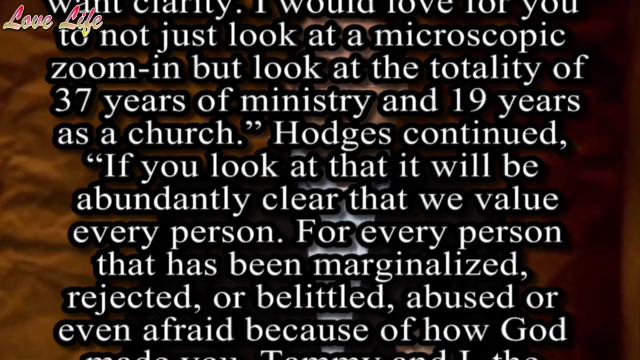 Love Life
want clarity. I would love for you
to not just look at a microscopic
zoom-in but look at the totality of
37 years of ministry and 19 years
as a church.” Hodges continued,
“If you look at that it will be
abundantly clear that we value
every person. For every person
that has been marginalized,
rejected, or belittled, abused or
even afraid because of how God
made you, Tammy and I, the